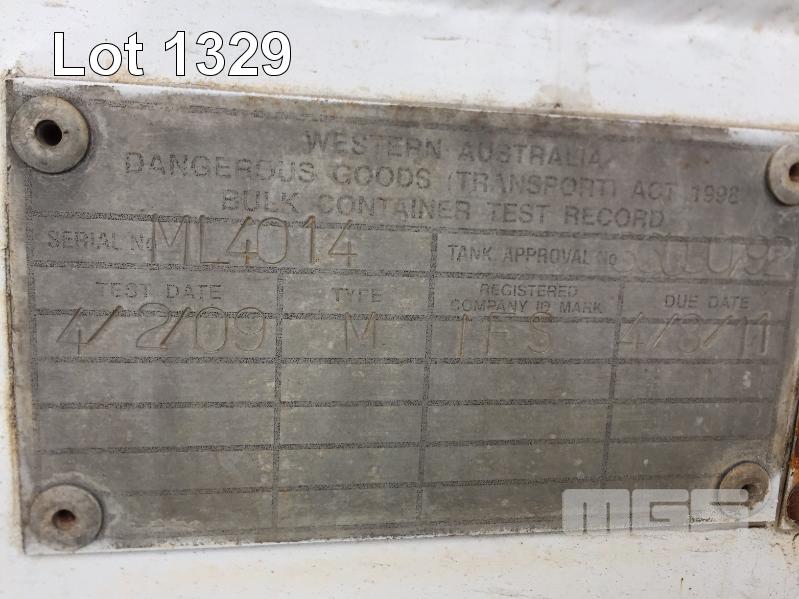 Lot 1329
WESTERN AUSTRALIA
DANGEROUS GOODS (TRANSPORT) ACT 1998
BULK CONTAINER TEST RECORD
SERIAL No ML4014 TANK APPROVAL No
TEST DATE TYPE REGISTERED COMPANY ID MARK DUE DATE
4/2/09 M IFS 4/3/11
MGS